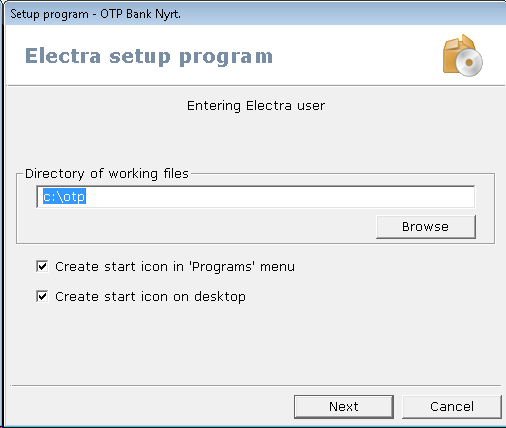 Setup program - OTP Bank Nyrt.
Electra setup program
Entering Electra user
Directory of working files
c:\otp
Browse
Create start icon in 'Programs' menu
Create start icon on desktop
Next Cancel